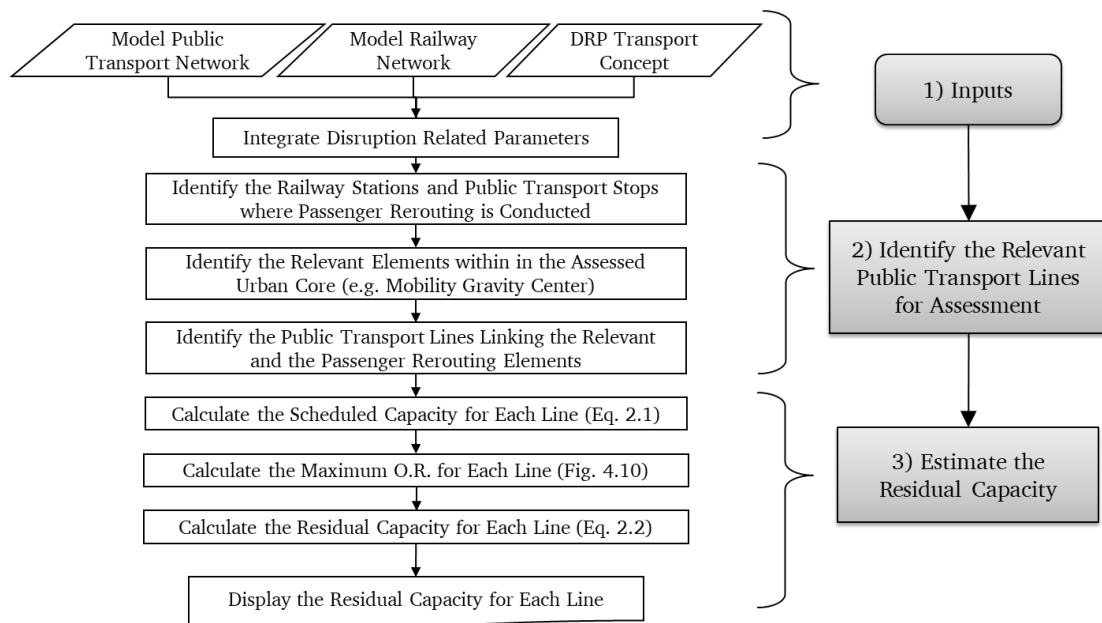 Model Public
Transport Network
Model Railway
Network
DRP Transport
Concept
Integrate Disruption Related Parameters
Identify the Railway Stations and Public Transport Stops
where Passenger Rerouting is Conducted
Identify the Relevant Elements within in the Assessed
Urban Core (e.g. Mobility Gravity Center)
Identify the Public Transport Lines Linking the Relevant
and the Passenger Rerouting Elements
Calculate the Scheduled Capacity for Each Line (Eq. 2.1)
Calculate the Maximum O.R. for Each Line (Fig. 4.10)
Calculate the Residual Capacity for Each Line (Eq. 2.2)
Display the Residual Capacity for Each Line
1) Inputs
2) Identify the Relevant
Public Transport Lines
for Assessment
3) Estimate the
Residual Capacity